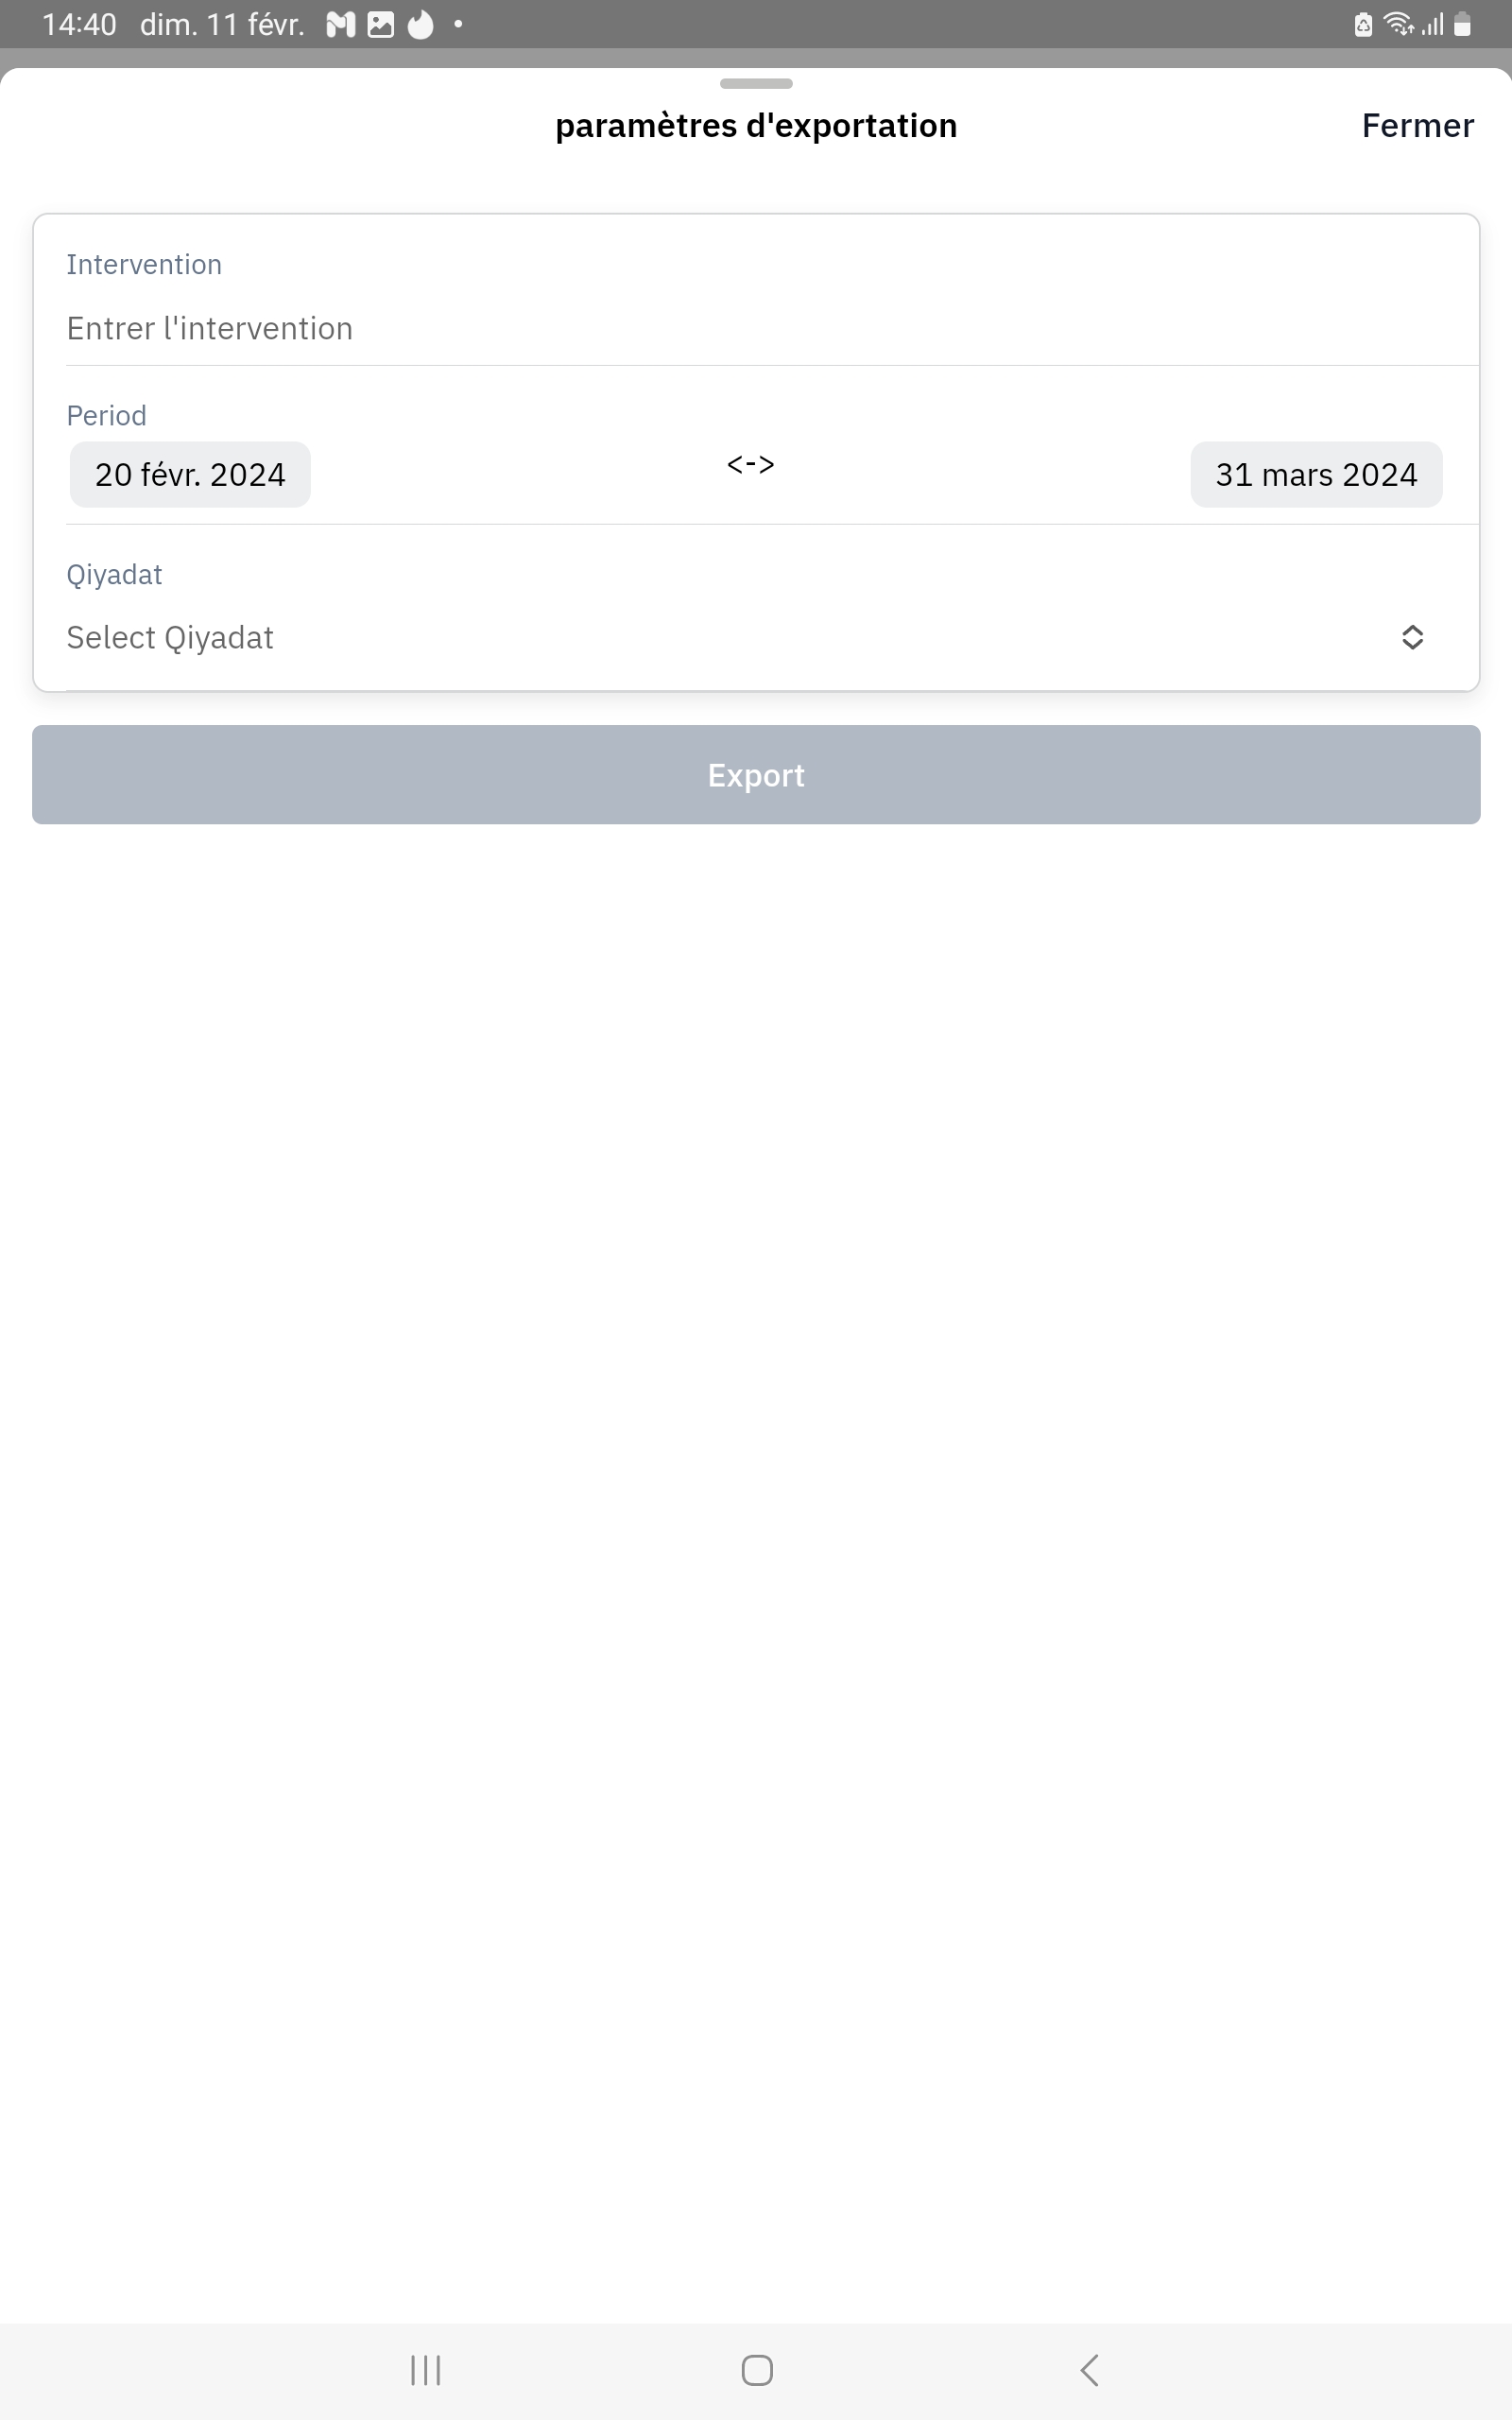 14:40 dim. 11 févr.
paramètres d'exportation
Fermer
Intervention
Entrer l'intervention
Period
20 févr. 2024 <-> 31 mars 2024
Qiyadat
Select Qiyadat
Export